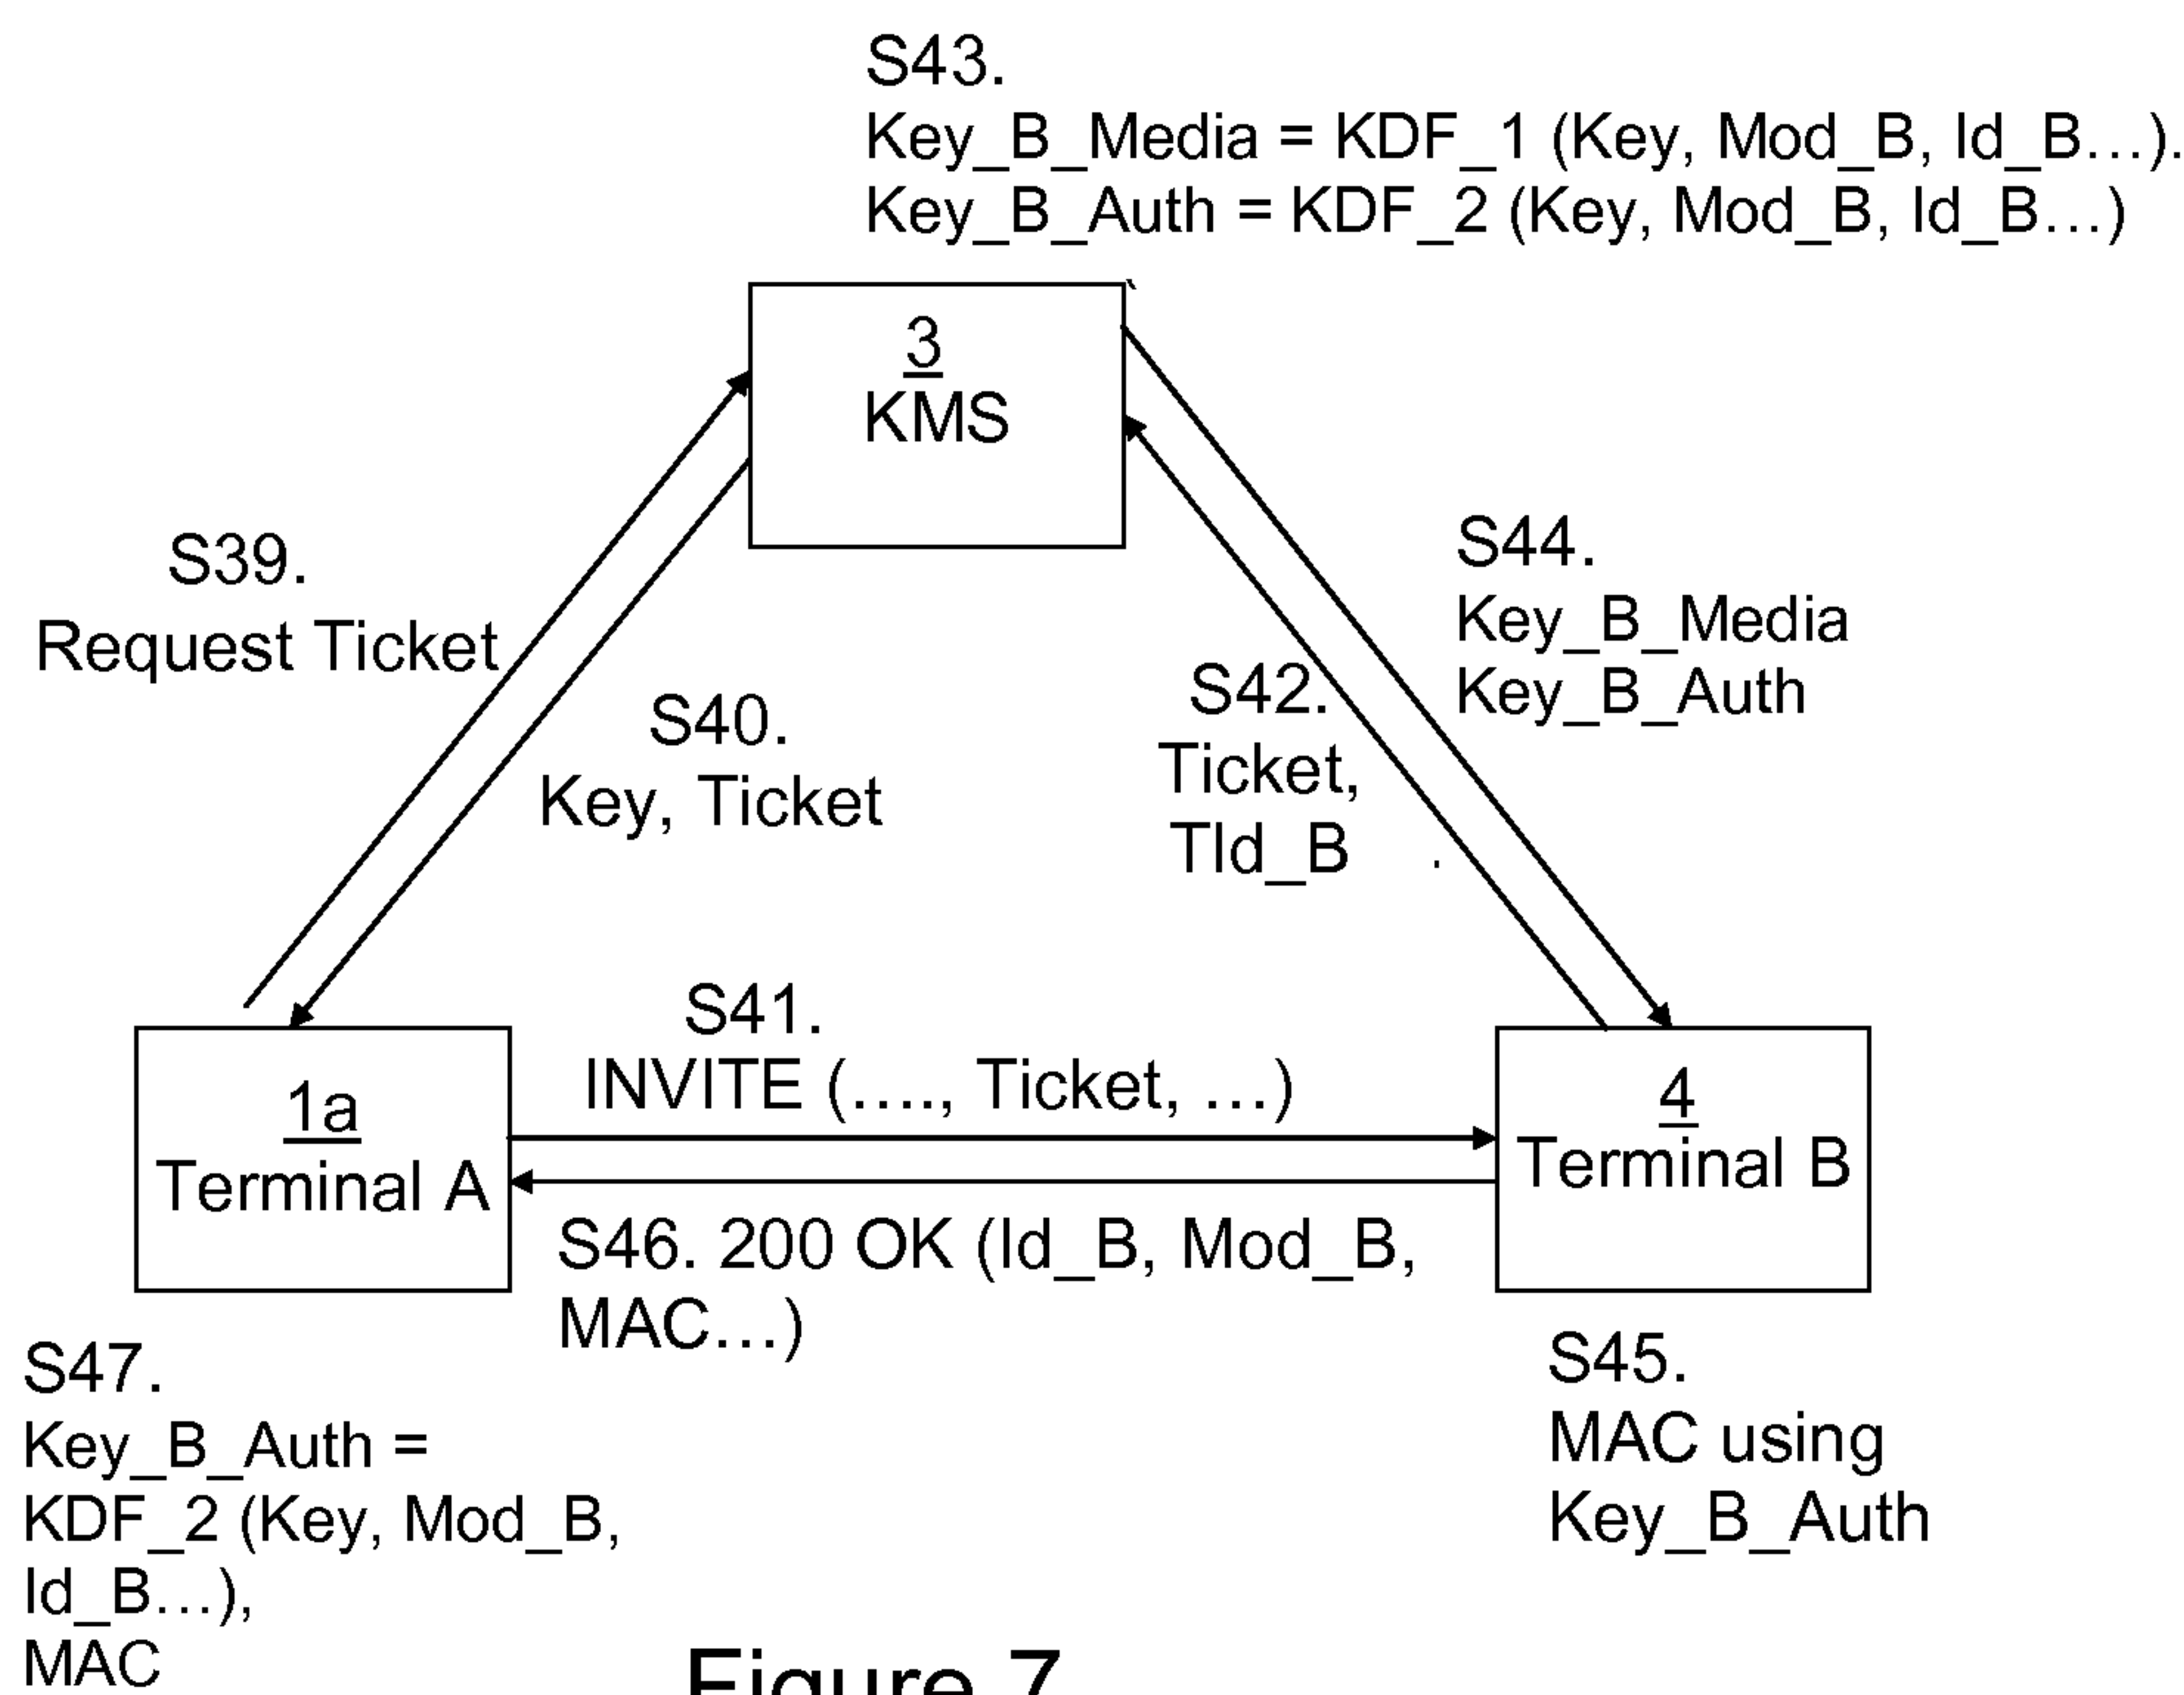 S43.
Key_B_Media = KDF_1 (Key, Mod_B, Id_B...).
Key_B_Auth = KDF_2 (Key, Mod_B, Id_B...)
3
KMS
S39.
Request Ticket
S40.
Key, Ticket
S44.
Key_B_Media
Key_B_Auth
S42.
Ticket,
TId_B
S41.
INVITE (...., Ticket, ...)
1a
Terminal A
4
Terminal B
S46. 200 OK (Id_B, Mod_B,
MAC...)
S47.
Key_B_Auth =
KDF_2 (Key, Mod_B,
Id_B...),
MAC
S45.
MAC using
Key_B_Auth
Figure 7